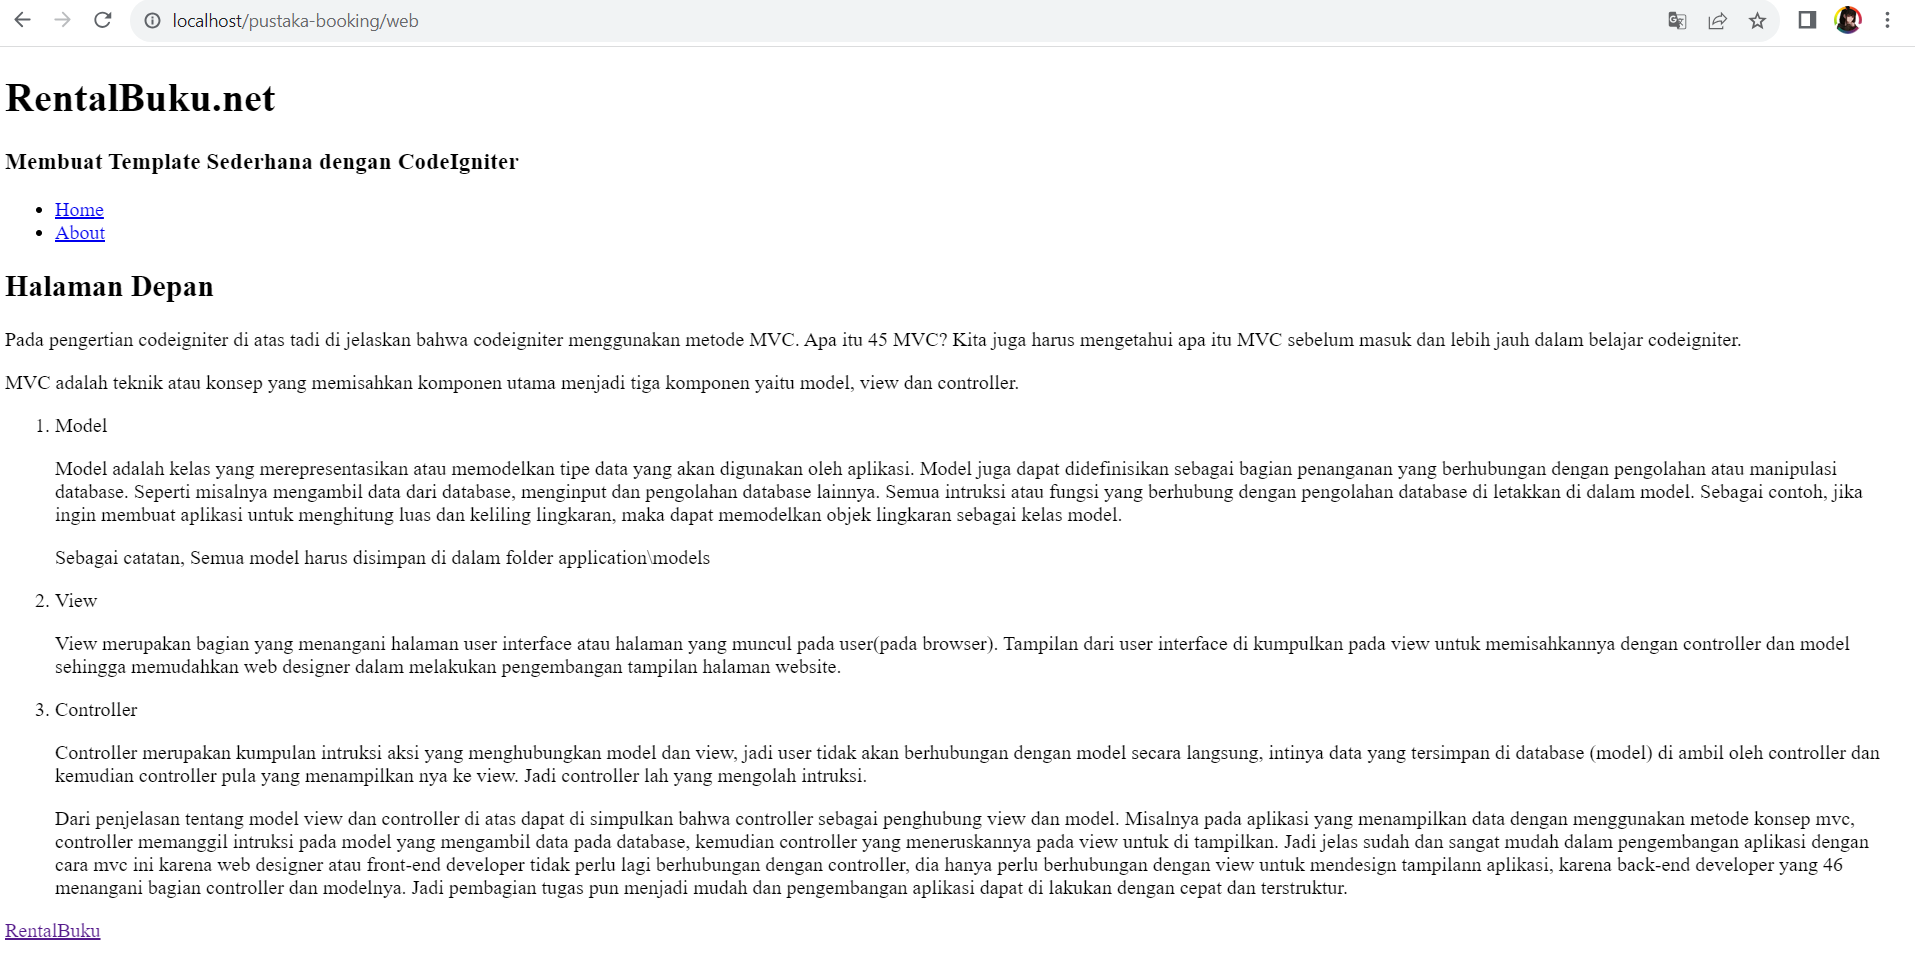 localhost/pustaka-booking/web
RentalBuku.net
Membuat Template Sederhana dengan CodeIgniter
Home
About
Halaman Depan
Pada pengertian codeigniter di atas tadi di jelaskan bahwa codeigniter menggunakan metode MVC. Apa itu 45 MVC? Kita juga harus mengetahui apa itu MVC sebelum masuk dan lebih jauh dalam belajar codeigniter.
MVC adalah teknik atau konsep yang memisahkan komponen utama menjadi tiga komponen yaitu model, view dan controller.
1. Model
Model adalah kelas yang merepresentasikan atau memodelkan tipe data yang akan digunakan oleh aplikasi. Model juga dapat didefinisikan sebagai bagian penanganan yang berhubungan dengan pengolahan atau manipulasi
database. Seperti misalnya mengambil data dari database, menginput dan pengolahan database lainnya. Semua intruksi atau fungsi yang berhubung dengan pengolahan database di letakkan di dalam model. Sebagai contoh, jika
ingin membuat aplikasi untuk menghitung luas dan keliling lingkaran, maka dapat memodelkan objek lingkaran sebagai kelas model.
Sebagai catatan, Semua model harus disimpan di dalam folder application\models
2. View
View merupakan bagian yang menangani halaman user interface atau halaman yang muncul pada user(pada browser). Tampilan dari user interface di kumpulkan pada view untuk memisahkannya dengan controller dan model
sehingga memudahkan web designer dalam melakukan pengembangan tampilan halaman website.
3. Controller
Controller merupakan kumpulan intruksi aksi yang menghubungkan model dan view, jadi user tidak akan berhubungan dengan model secara langsung, intinya data yang tersimpan di database (model) di ambil oleh controller dan
kemudian controller pula yang menampilkan nya ke view. Jadi controller lah yang mengolah intruksi.
Dari penjelasan tentang model view dan controller di atas dapat di simpulkan bahwa controller sebagai penghubung view dan model. Misalnya pada aplikasi yang menampilkan data dengan menggunakan metode konsep mvc,
controller memanggil intruksi pada model yang mengambil data pada database, kemudian controller yang meneruskannya pada view untuk di tampilkan. Jadi jelas sudah dan sangat mudah dalam pengembangan aplikasi dengan
cara mvc ini karena web designer atau front-end developer tidak perlu lagi berhubungan dengan controller, dia hanya perlu berhubungan dengan view untuk mendesign tampilann aplikasi, karena back-end developer yang 46
menangani bagian controller dan modelnya. Jadi pembagian tugas pun menjadi mudah dan pengembangan aplikasi dapat di lakukan dengan cepat dan terstruktur.
RentalBuku